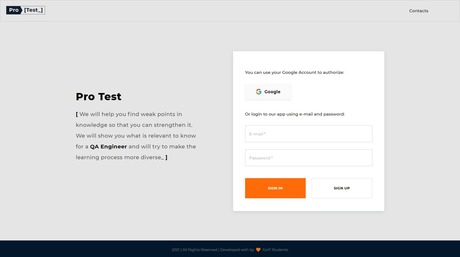 Pro [Test_]
Contacts
Pro Test
[ We will help you find weak points in
knowledge so that you can strengthen it.
We will show you what is relevant to know
for a QA Engineer and will try to make the
learning process more diverse_ ]
You can use your Google Account to authorize:
Google
Or login to our app using e-mail and password:
E-mail*
Password*
SIGN IN
SIGN UP
2021 | All Rights Reserved | Developed with by GoIT Students